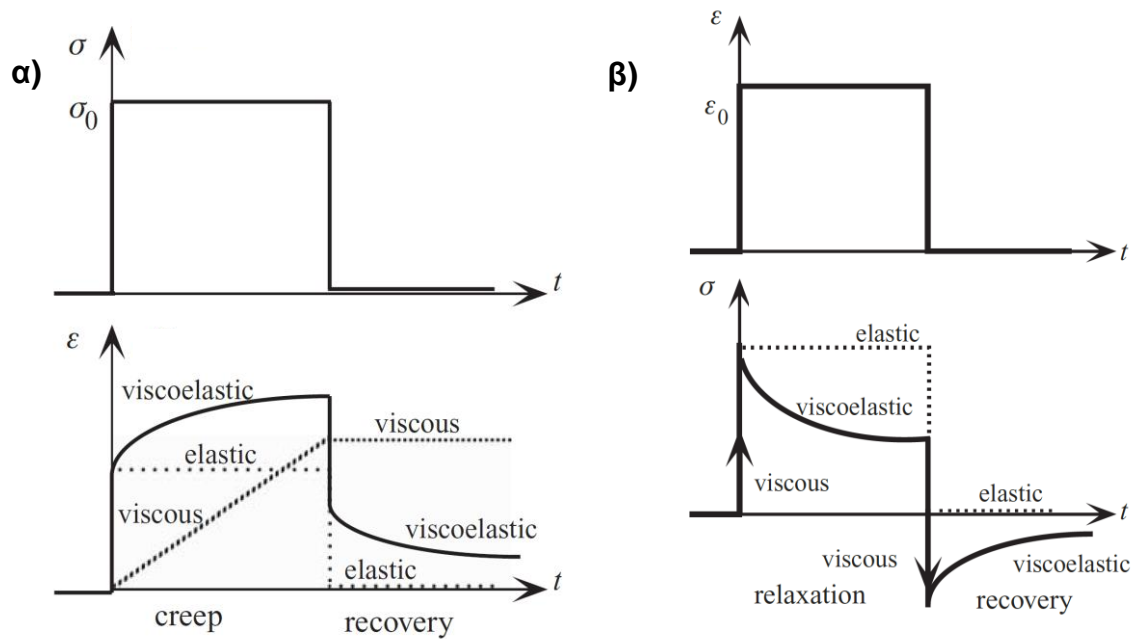 α)
σ
σ0
t
ε
viscoelastic
elastic
viscous
viscous
viscoelastic
elastic
t
creep
recovery
β)
ε
ε0
t
σ
elastic
viscoelastic
viscous
elastic
t
viscous
viscoelastic
relaxation
recovery